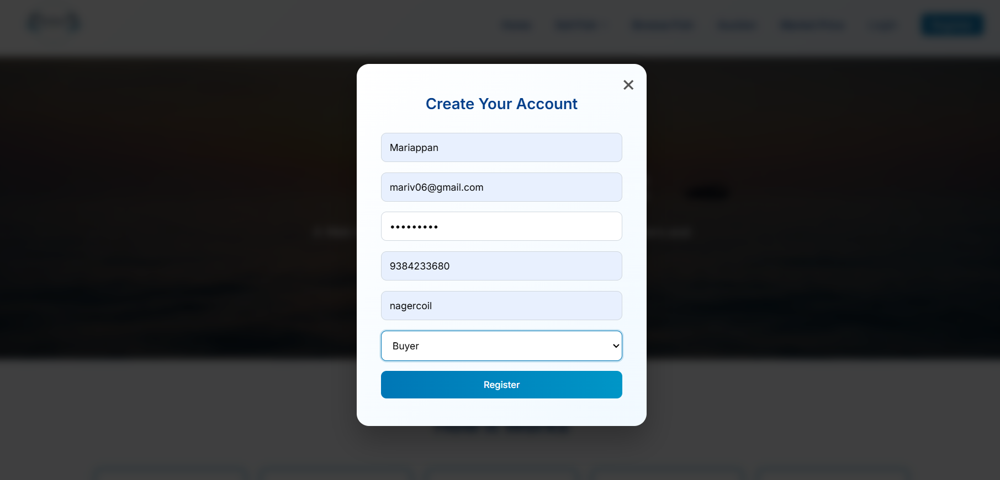 Create Your Account
Mariappan
mariv06@gmail.com
•••••••••
9384233680
nagercoil
Buyer
Register